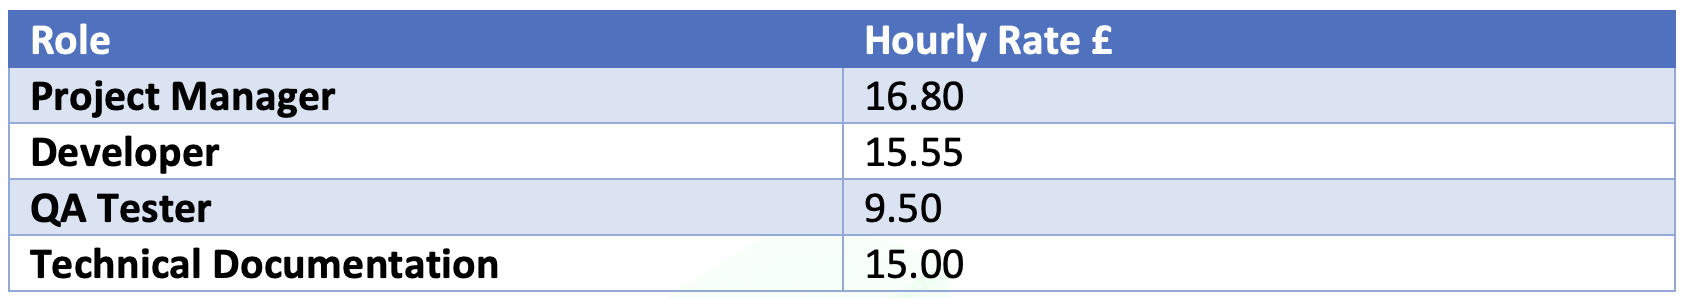 Role Hourly Rate £
Project Manager 16.80
Developer 15.55
QA Tester 9.50
Technical Documentation 15.00